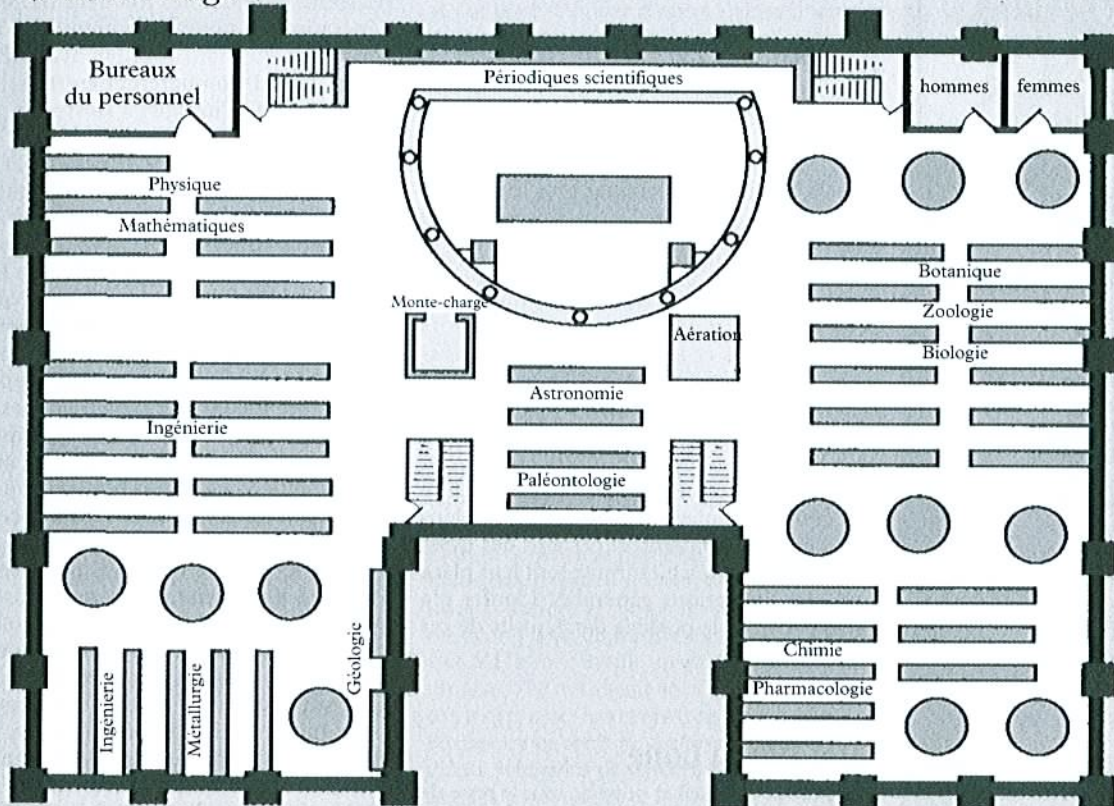 Bureaux
du personnel
Périodiques scientifiques
hommes
femmes
Physique
Mathématiques
Botanique
Zoologie
Biologie
Monte-charge
Aération
Astronomie
Ingénierie
Paléontologie
Géologie
Ingénierie
Métallurgie
Chimie
Pharmacologie